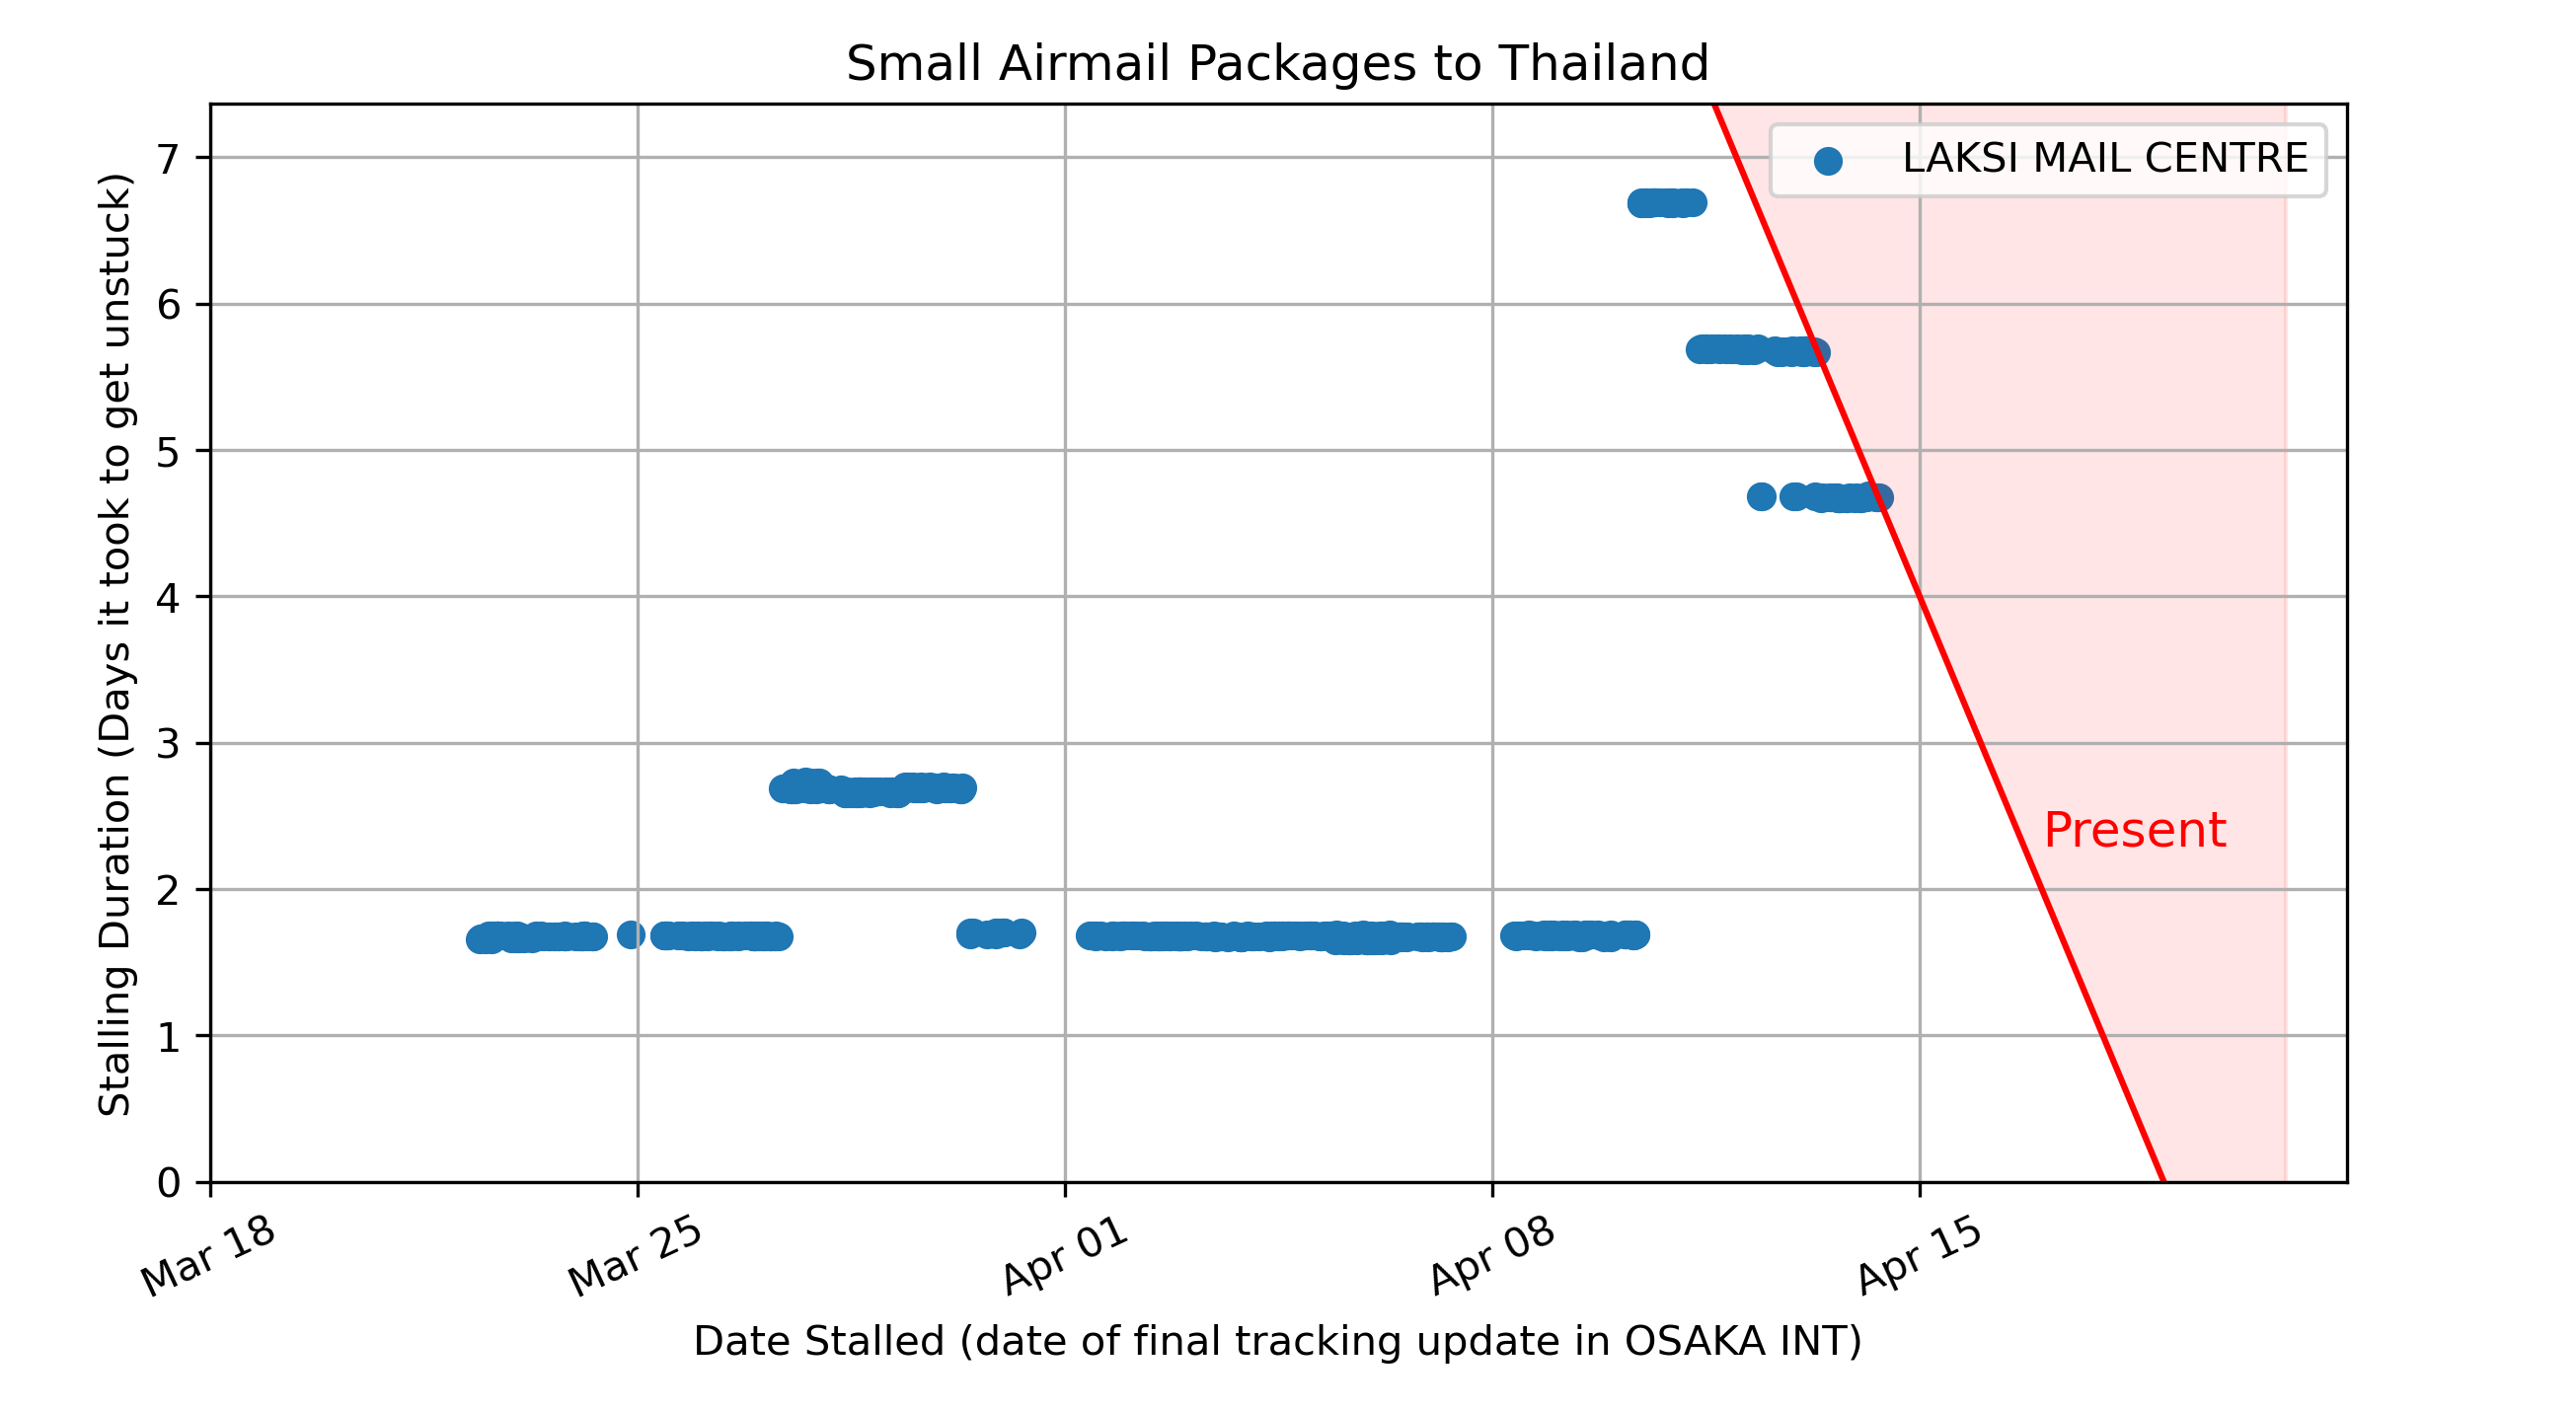 Small Airmail Packages to Thailand
LAKSI MAIL CENTRE
Stalling Duration (Days it took to get unstuck)
7
6
5
4
3
2
1
0
Present
Mar 18
Mar 25
Apr 01
Apr 08
Apr 15
Date Stalled (date of final tracking update in OSAKA INT)